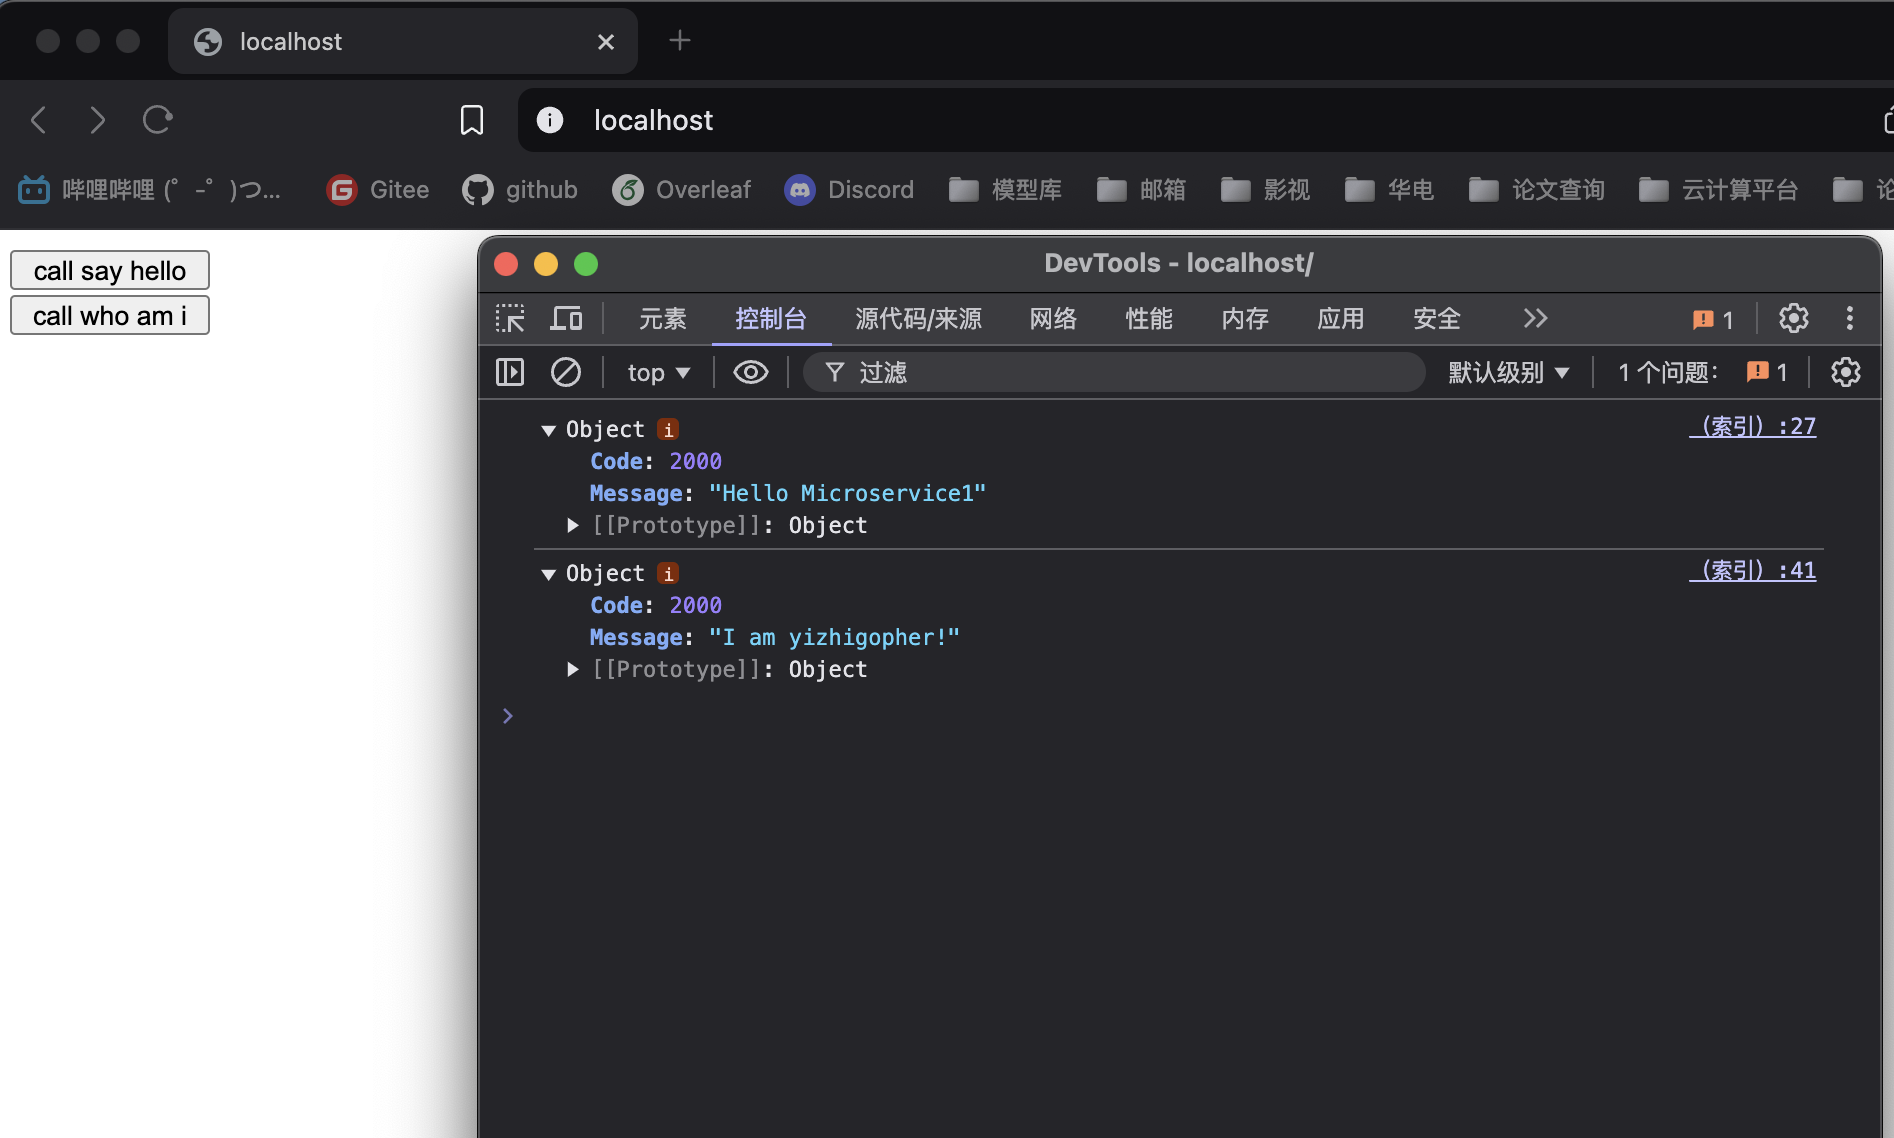 localhost
localhost
哔哩哔哩 (゜-゜)つ... Gitee github Overleaf Discord 模型库 邮箱 影视 华电 论文查询 云计算平台
call say hello
call who am i
DevTools - localhost/
元素 控制台 源代码/来源 网络 性能 内存 应用 安全 1
top 过滤 默认级别 1 个问题: 1
Object i (索引):27
Code: 2000
Message: "Hello Microservice1"
[[Prototype]]: Object
Object i (索引):41
Code: 2000
Message: "I am yizhigopher!"
[[Prototype]]: Object